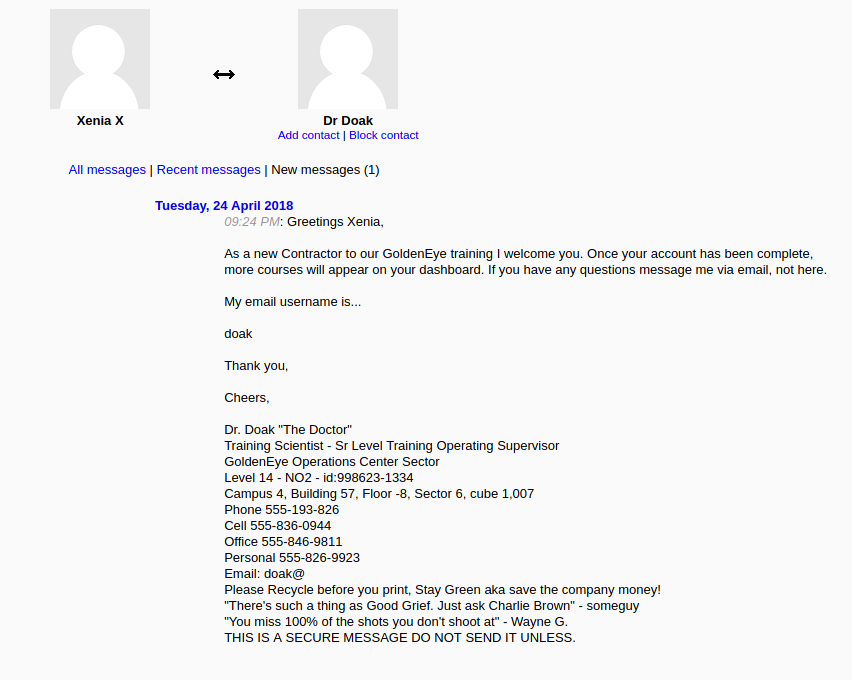 Xenia X
Dr Doak
Add contact | Block contact
All messages | Recent messages | New messages (1)
Tuesday, 24 April 2018
09:24 PM: Greetings Xenia,
As a new Contractor to our GoldenEye training I welcome you. Once your account has been complete,
more courses will appear on your dashboard. If you have any questions message me via email, not here.
My email username is...
doak
Thank you,
Cheers,
Dr. Doak "The Doctor"
Training Scientist - Sr Level Training Operating Supervisor
GoldenEye Operations Center Sector
Level 14 - NO2 - id:998623-1334
Campus 4, Building 57, Floor -8, Sector 6, cube 1,007
Phone 555-193-826
Cell 555-836-0944
Office 555-846-9811
Personal 555-826-9923
Email: doak@
Please Recycle before you print, Stay Green aka save the company money!
"There's such a thing as Good Grief. Just ask Charlie Brown" - someguy
"You miss 100% of the shots you don't shoot at" - Wayne G.
THIS IS A SECURE MESSAGE DO NOT SEND IT UNLESS.